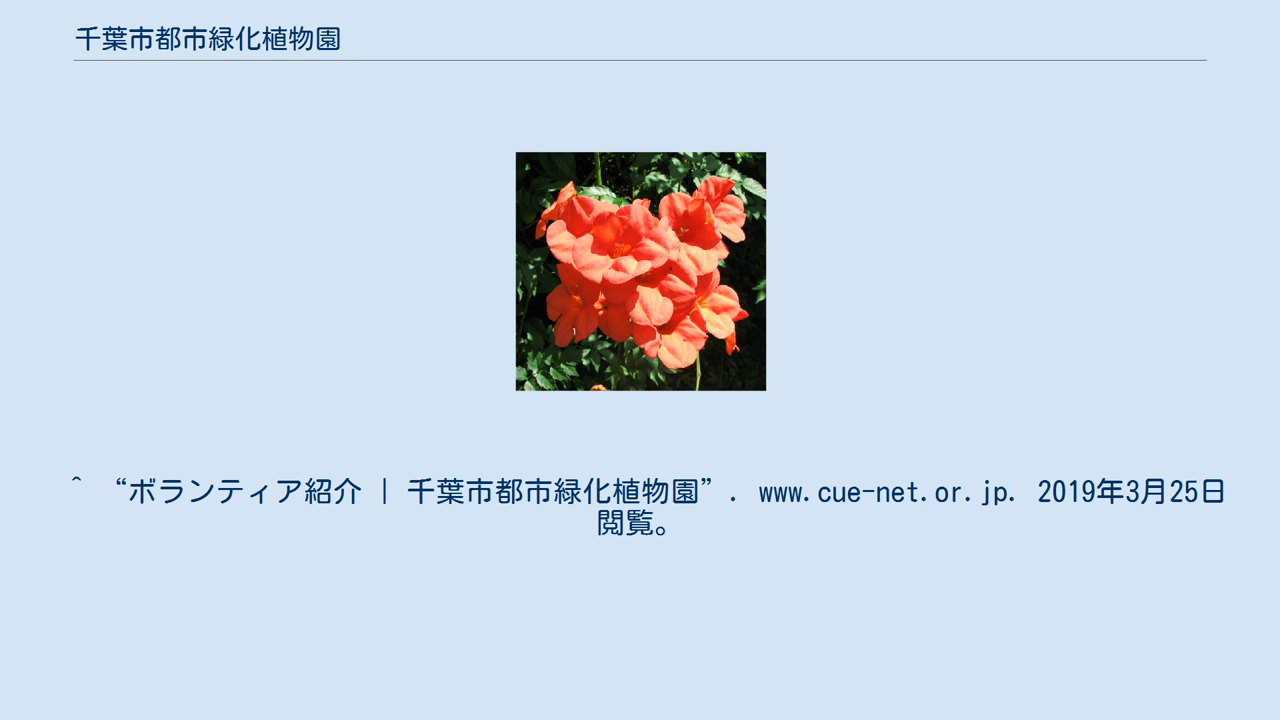 千葉市都市緑化植物園
^ “ボランティア紹介 | 千葉市都市緑化植物園”. www.cue-net.or.jp. 2019年3月25日
閲覧。